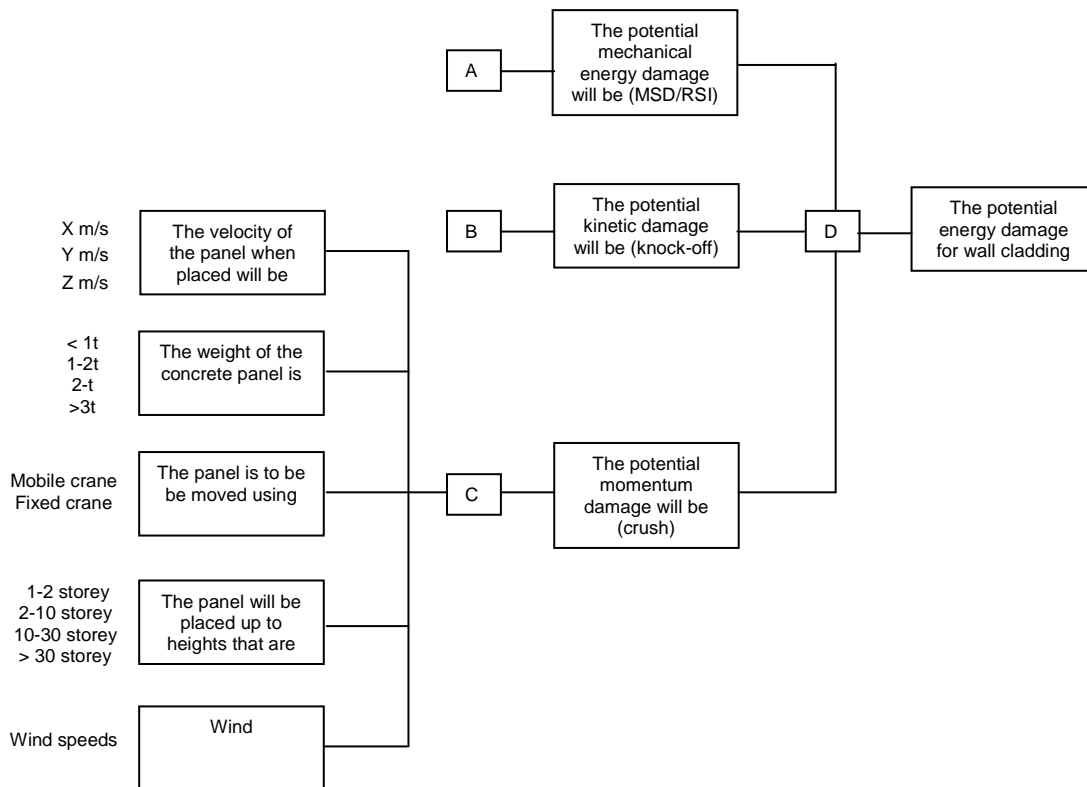 A
The potential
mechanical
energy damage
will be (MSD/RSI)
B
The potential
kinetic damage
will be (knock-off)
D
The potential
energy damage
for wall cladding
X m/s
Y m/s
Z m/s
The velocity of
the panel when
placed will be
< 1t
1-2t
2-t
>3t
The weight of the
concrete panel is
Mobile crane
Fixed crane
The panel is to be
be moved using
C
The potential
momentum
damage will be
(crush)
1-2 storey
2-10 storey
10-30 storey
> 30 storey
The panel will be
placed up to
heights that are
Wind speeds
Wind